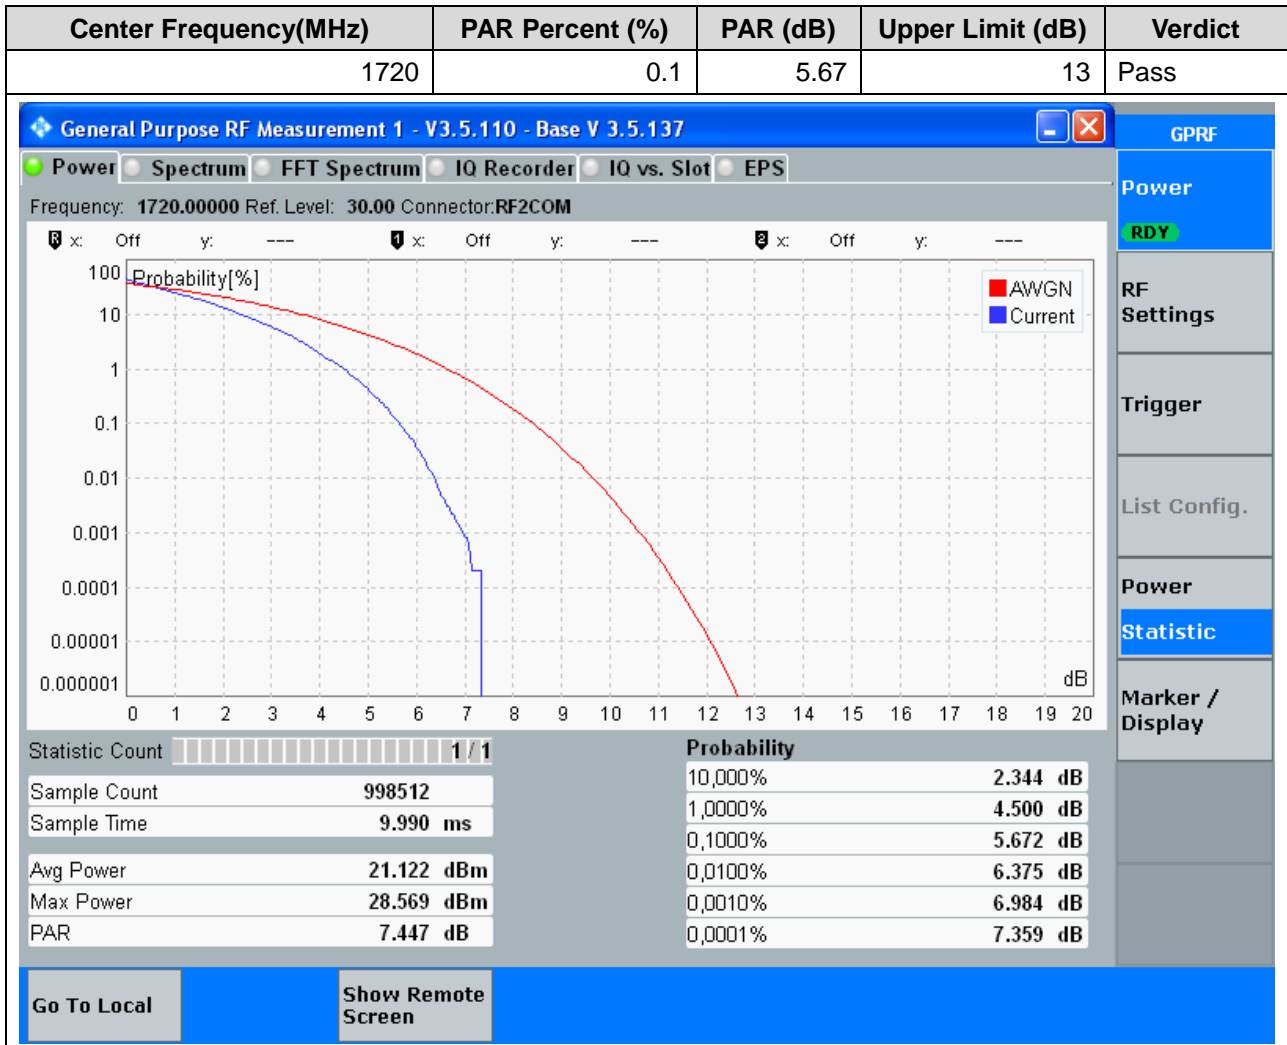 Center Frequency(MHz) PAR Percent (%) PAR (dB) Upper Limit (dB) Verdict
1720 0.1 5.67 13 Pass
General Purpose RF Measurement 1 - V3.5.110 - Base V 3.5.137
GPRF
Power Spectrum FFT Spectrum IQ Recorder IQ vs. Slot EPS
Frequency: 1720.00000 Ref. Level: 30.00 Connector:RF2COM
R x: Off y: --- 1 x: Off y: --- 2 x: Off y: ---
Probability[%]
100
10
1
0.1
0.01
0.001
0.0001
0.00001
0.000001
AWGN
Current
dB
0 1 2 3 4 5 6 7 8 9 10 11 12 13 14 15 16 17 18 19 20
Statistic Count 1 / 1
Sample Count 998512
Sample Time 9.990 ms
Avg Power 21.122 dBm
Max Power 28.569 dBm
PAR 7.447 dB
Probability
10,000% 2.344 dB
1,0000% 4.500 dB
0,1000% 5.672 dB
0,0100% 6.375 dB
0,0010% 6.984 dB
0,0001% 7.359 dB
Power
RDY
RF
Settings
Trigger
List Config.
Power
Statistic
Marker /
Display
Go To Local
Show Remote
Screen